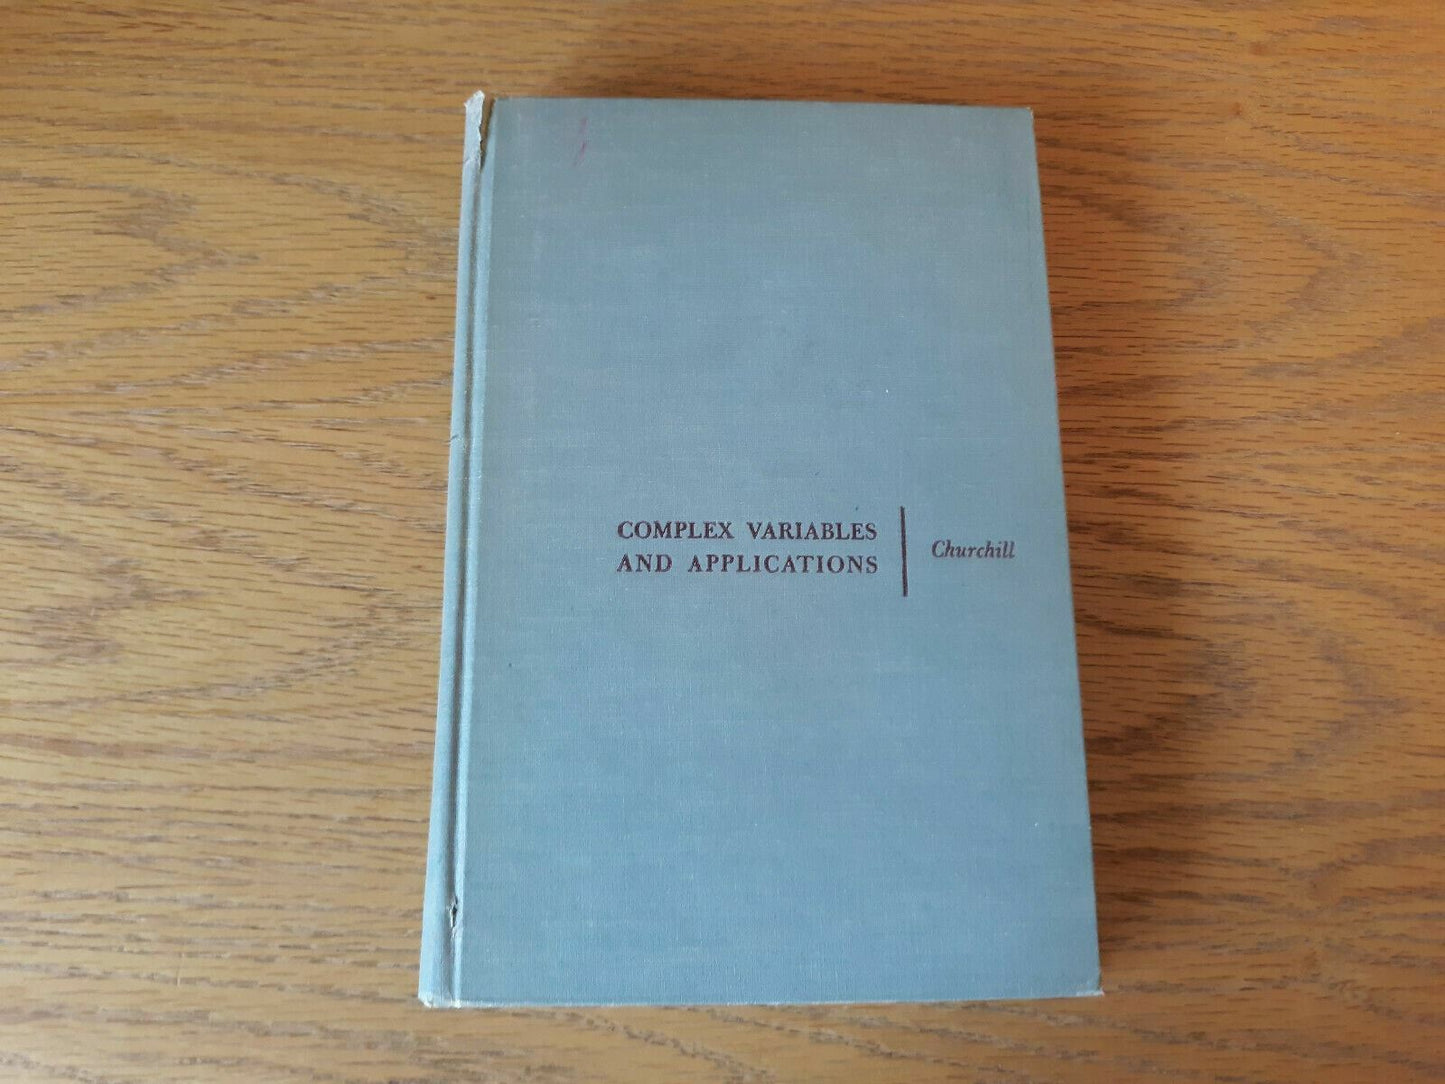 COMPLEX VARIABLES
AND APPLICATIONS
Churchill